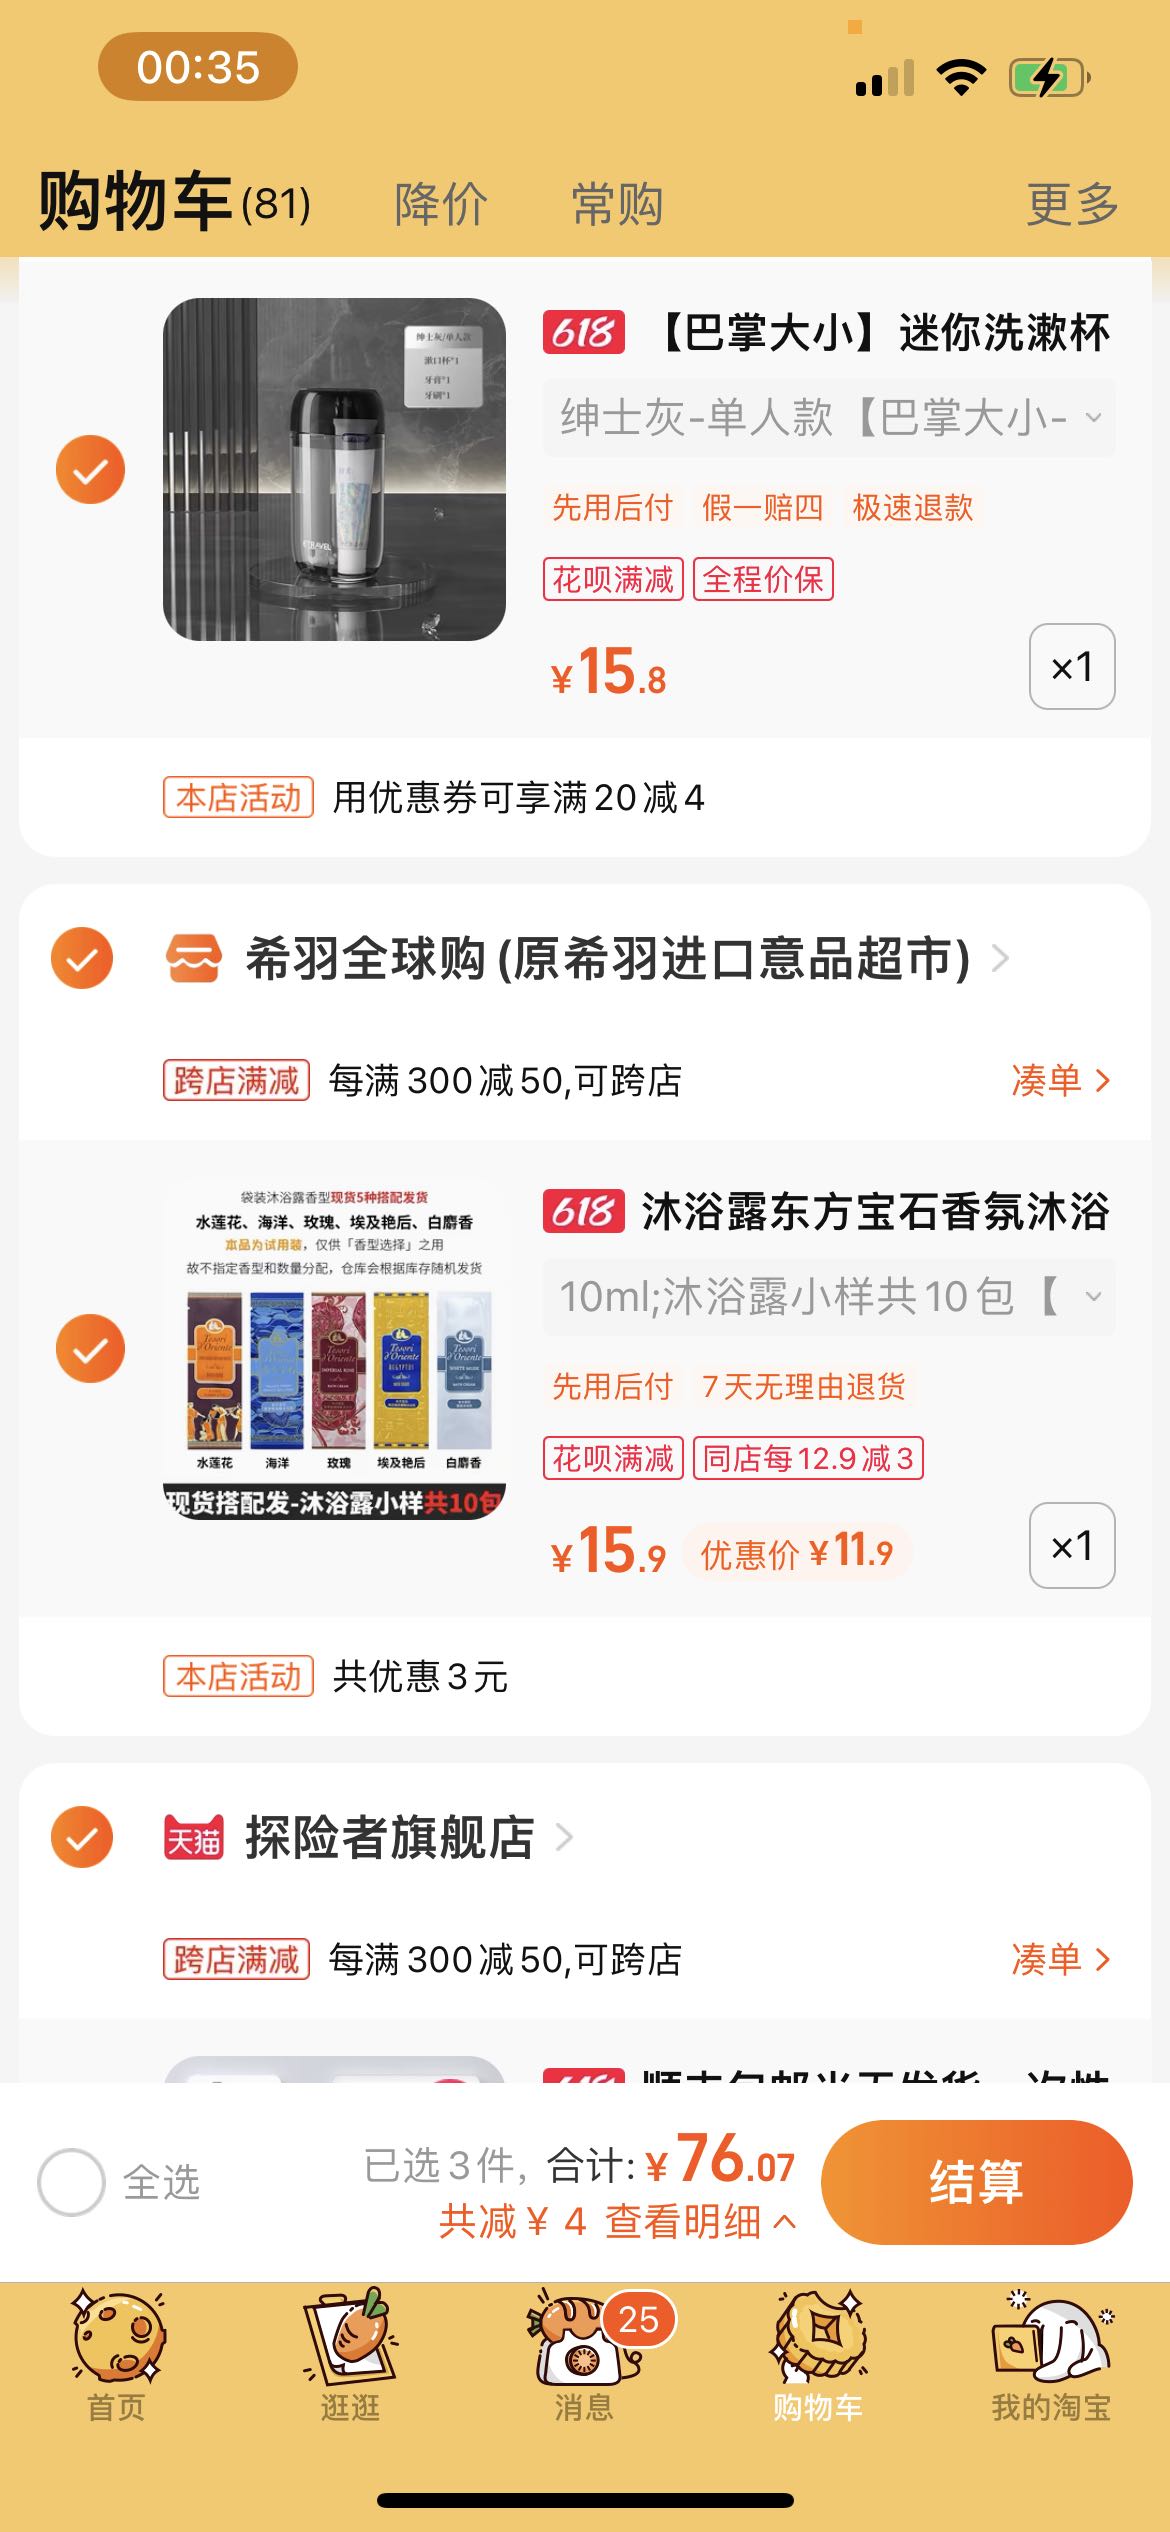 00:35
购物车(81) 降价 常购 更多
绅士灰/单人款
漱口杯*1
牙膏*1
牙刷*1
618 【巴掌大小】迷你洗漱杯
绅士灰-单人款【巴掌大小-
先用后付 假一赔四 极速退款
花呗满减 全程价保
¥15.8 ×1
本店活动 用优惠券可享满20减4
希羽全球购(原希羽进口意品超市)
跨店满减 每满300减50,可跨店 凑单
袋装沐浴露香型现货5种搭配发货
水莲花、海洋、玫瑰、埃及艳后、白麝香
本品为试用装，仅供「香型选择」之用
故不指定香型和数量分配，仓库会根据库存随机发货
水莲花 海洋 玫瑰 埃及艳后 白麝香
现货搭配发-沐浴露小样共10包
618 沐浴露东方宝石香氛沐浴
10ml;沐浴露小样共10包【
先用后付 7天无理由退货
花呗满减 同店每12.9减3
¥15.9 优惠价¥11.9 ×1
本店活动 共优惠3元
天猫 探险者旗舰店
跨店满减 每满300减50,可跨店 凑单
全选 已选3件, 合计:¥76.07 结算
共减¥4 查看明细
25
首页 逛逛 消息 购物车 我的淘宝